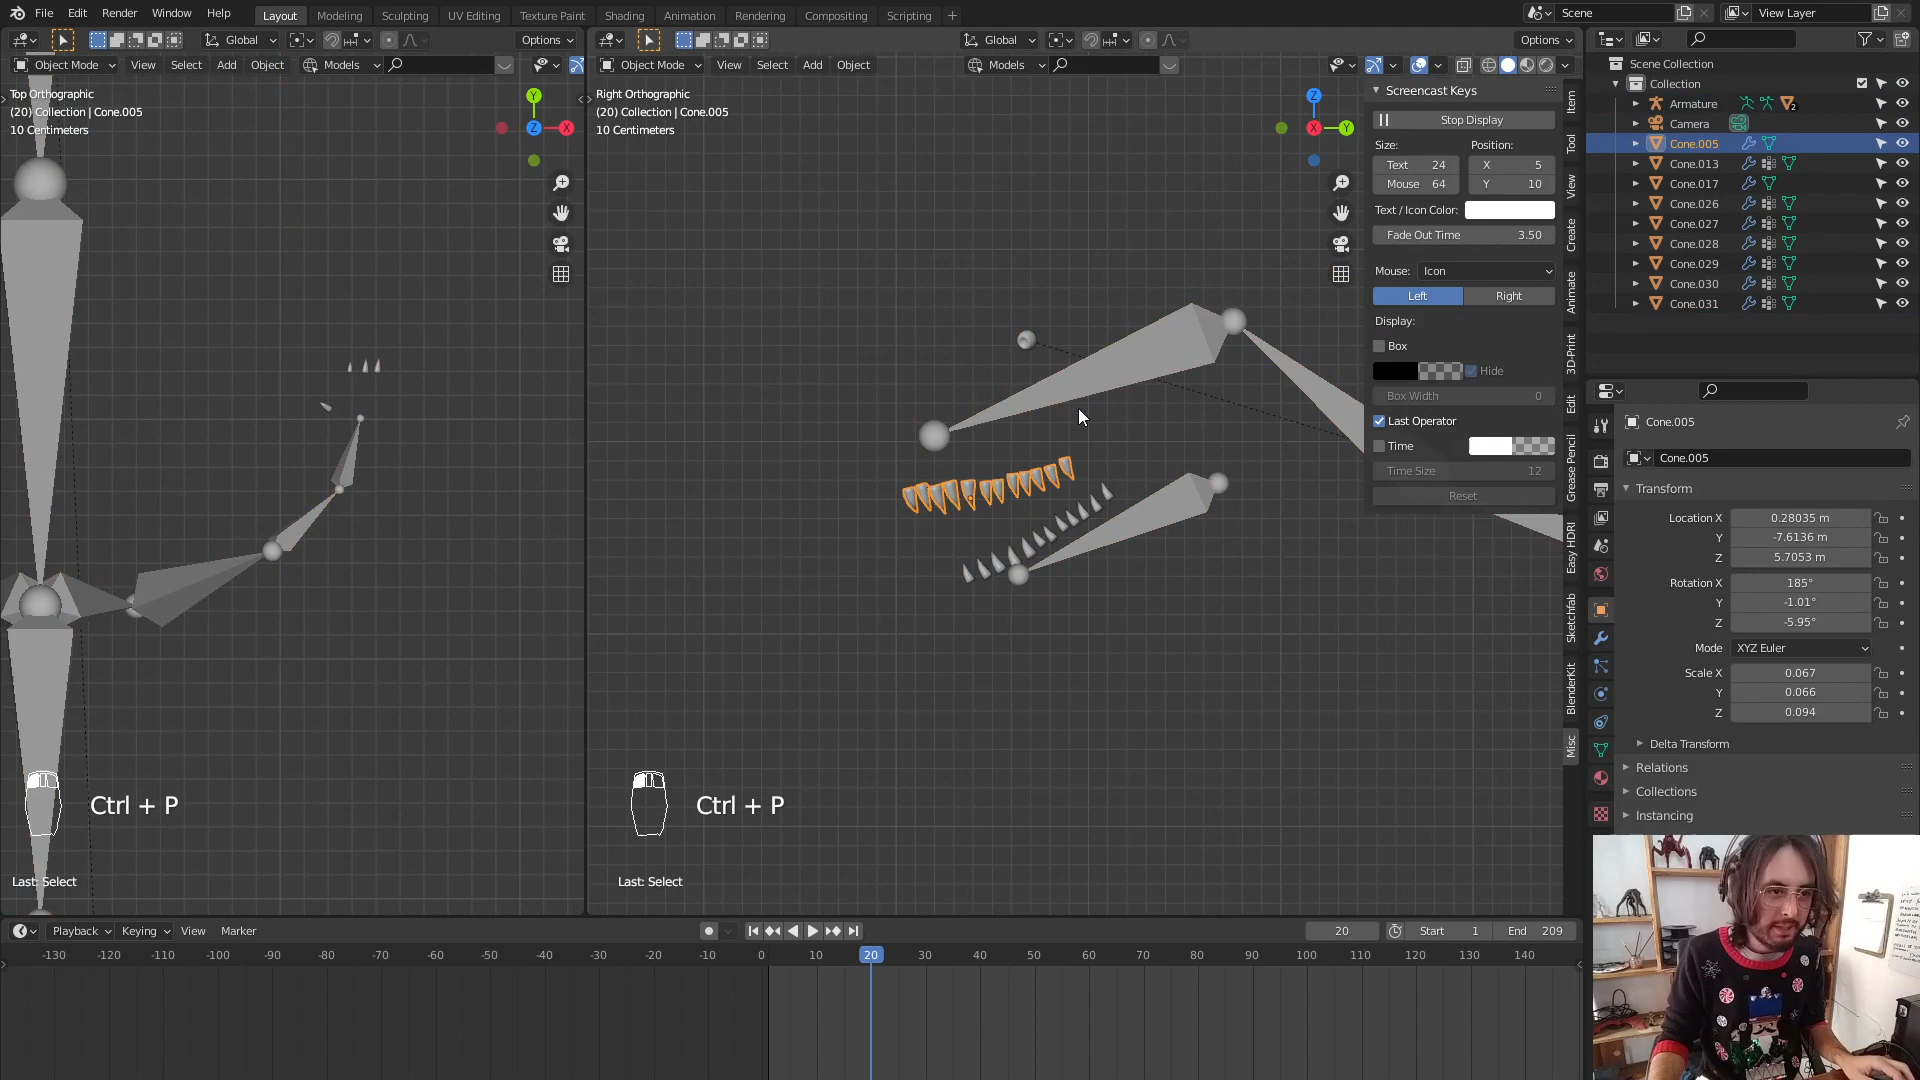 File Edit Render Window Help Layout Modeling Sculpting UV Editing Texture Paint Shading Animation Rendering Compositing Scripting Scene View Layer
Global Options Global Options
Object Mode View Select Add Object Models Object Mode View Select Add Object Models
Top Orthographic
(20) Collection | Cone.005
10 Centimeters
Y
Z X
Right Orthographic
(20) Collection | Cone.005
10 Centimeters
Z
X Y
Screencast Keys
Stop Display
Size: Position:
Text 24 X 5
Mouse 64 Y 10
Text / Icon Color:
Fade Out Time 3.50
Mouse: Icon
Left Right
Display:
Box
Hide
Box Width 0
Last Operator
Time
Time Size 12
Reset
Item
Tool
View
Create
Animate
3D-Print
Edit
Grease Pencil
Easy HDRI
Sketchfab
BlenderKit
Misc
Scene Collection
Collection
Armature 2
Camera
Cone.005
Cone.013
Cone.017
Cone.026
Cone.027
Cone.028
Cone.029
Cone.030
Cone.031
Cone.005
Cone.005
Transform
Location X 0.28035 m
Y -7.6136 m
Z 5.7053 m
Rotation X 185°
Y -1.01°
Z -5.95°
Mode XYZ Euler
Scale X 0.067
Y 0.066
Z 0.094
Delta Transform
Relations
Collections
Instancing
Ctrl + P Ctrl + P
Last: Select Last: Select
Playback Keying View Marker 20 Start 1 End 209
-130 -120 -110 -100 -90 -80 -70 -60 -50 -40 -30 -20 -10 0 10 20 30 40 50 60 70 80 90 100 110 120 130 140